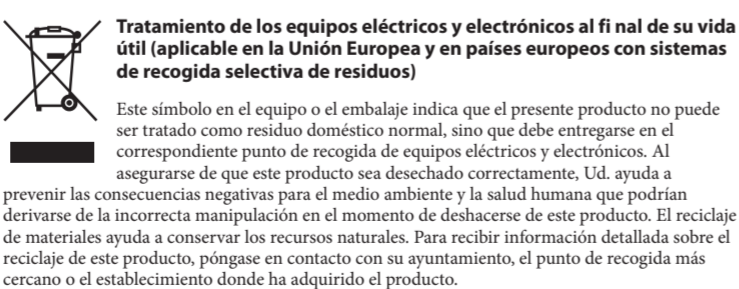 Tratamiento de los equipos eléctricos y electrónicos al fi nal de su vida
útil (aplicable en la Unión Europea y en países europeos con sistemas
de recogida selectiva de residuos)
Este símbolo en el equipo o el embalaje indica que el presente producto no puede
ser tratado como residuo doméstico normal, sino que debe entregarse en el
correspondiente punto de recogida de equipos eléctricos y electrónicos. Al
asegurarse de que este producto sea desechado correctamente, Ud. ayuda a
prevenir las consecuencias negativas para el medio ambiente y la salud humana que podrían
derivarse de la incorrecta manipulación en el momento de deshacerse de este producto. El reciclaje
de materiales ayuda a conservar los recursos naturales. Para recibir información detallada sobre el
reciclaje de este producto, póngase en contacto con su ayuntamiento, el punto de recogida más
cercano o el establecimiento donde ha adquirido el producto.